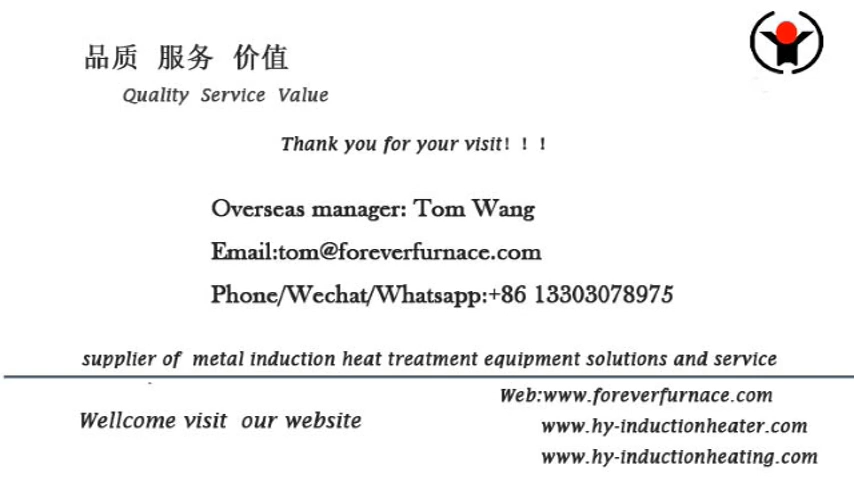 品质 服务 价值
Quality Service Value
Thank you for your visit！！！
Overseas manager: Tom Wang
Email:tom@foreverfurnace.com
Phone/Wechat/Whatsapp:+86 13303078975
supplier of metal induction heat treatment equipment solutions and service
Web:www.foreverfurnace.com
Wellcome visit our website
www.hy-inductionheater.com
www.hy-inductionheating.com